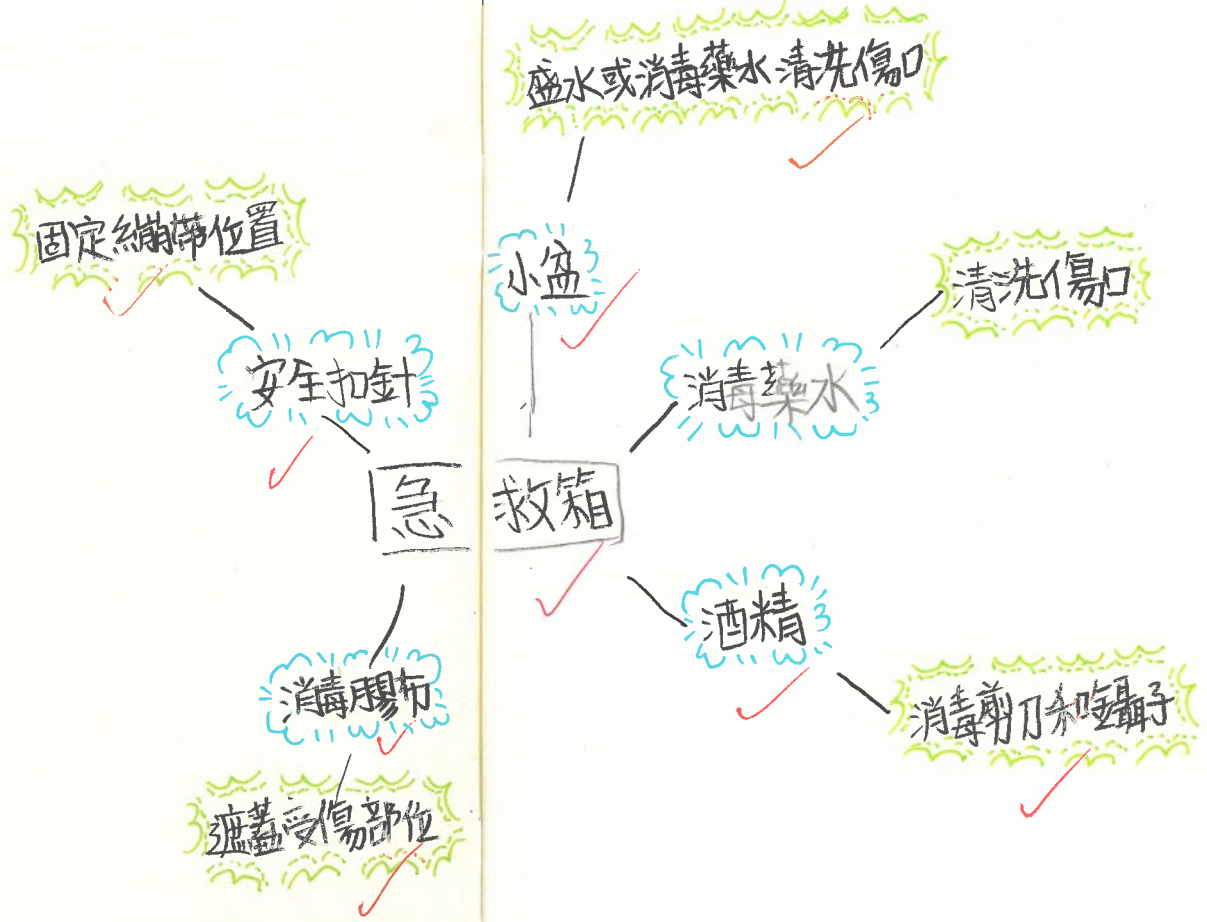 盛水或消毒藥水清洗傷口
固定繃帶位置
小盆
清洗傷口
安全扣針
消毒藥水
急救箱
酒精
消毒膠布
消毒剪刀和鑷子
遮蓋受傷部位